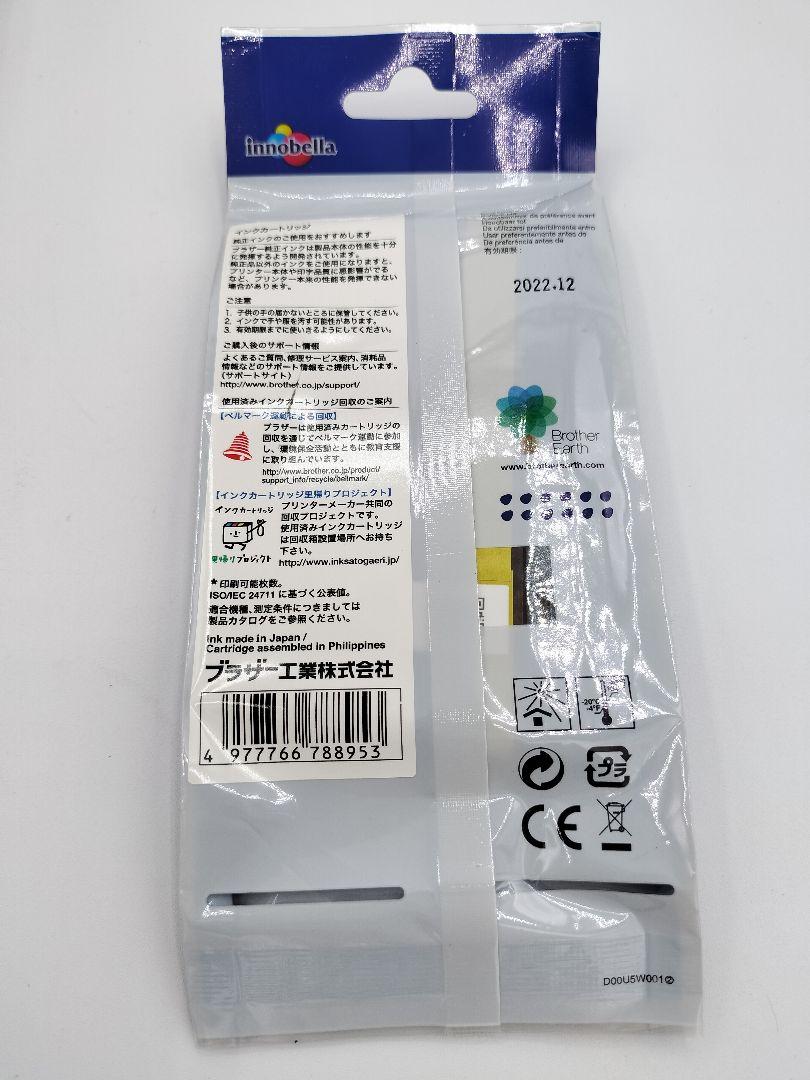 innobella
インクカートリッジ
純正インクのご使用をおすすめします
ブラザー純正インクは製品本体の性能を十分
に発揮するよう開発されています。
純正品以外のインクをご使用になりますと、
プリンター本体や印字品質に悪影響がでる
など、プリンター本来の性能を発揮できない
場合があります。
ご注意
1. 子供の手の届かないところに保管してください。
2. インクで手や服を汚す可能性があります。
3. 有効期限までに使いきるようにしてください。
ご購入後のサポート情報
よくあるご質問、修理サービス案内、消耗品
情報などのサポート情報をご提供しています。
(サポートサイト)
http://www.brother.co.jp/support/
使用済みインクカートリッジ回収のご案内
【ベルマーク運動による回収】
ブラザーは使用済みカートリッジの
回収を通じてベルマーク運動に参加
し、環境保全活動とともに教育支援
に取り組んでいます。
http://www.brother.co.jp/product/
support_info/recycle/bellmark/
【インクカートリッジ里帰りプロジェクト】
インクカートリッジ
里帰りプロジェクト
プリンターメーカー共同の
回収プロジェクトです。
使用済みインクカートリッジ
は回収箱設置場所へお持ち
下さい。
http://www.inksatogaeri.jp/
*印刷可能枚数。
ISO/IEC 24711 に基づく公表値。
適合機種、測定条件につきましては
製品カタログをご参照ください。
Ink made in Japan /
Cartridge assembled in Philippines
ブラザー工業株式会社
4 977766 788953
De utilizzarsi preferibilmente entro
Usar preferentemente antes de
De preferência antes de
有効期限:
2022.12
Brother
Earth
www.brotherearth.com
-20°C
-4°F
プラ
CE
D00U5W001